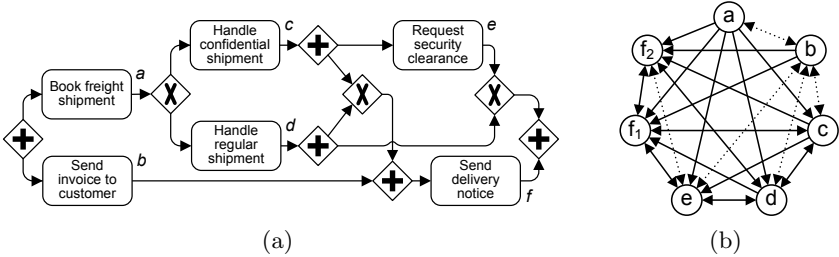 Book freight
shipment
a
Send
invoice to
customer
b
Handle
confidential
shipment
c
Handle
regular
shipment
d
Request
security
clearance
e
Send
delivery
notice
f
(a)
a
f2
b
f1
c
e
d
(b)